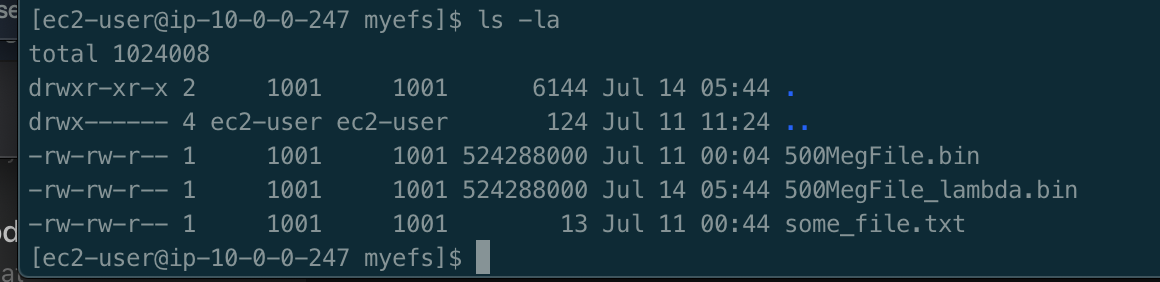 [ec2-user@ip-10-0-0-247 myefs]$ ls -la
total 1024008
drwxr-xr-x 2     1001     1001      6144 Jul 14 05:44 .
drwx------ 4 ec2-user ec2-user       124 Jul 11 11:24 ..
-rw-rw-r-- 1     1001     1001 524288000 Jul 11 00:04 500MegFile.bin
-rw-rw-r-- 1     1001     1001 524288000 Jul 14 05:44 500MegFile_lambda.bin
-rw-rw-r-- 1     1001     1001        13 Jul 11 00:44 some_file.txt
[ec2-user@ip-10-0-0-247 myefs]$